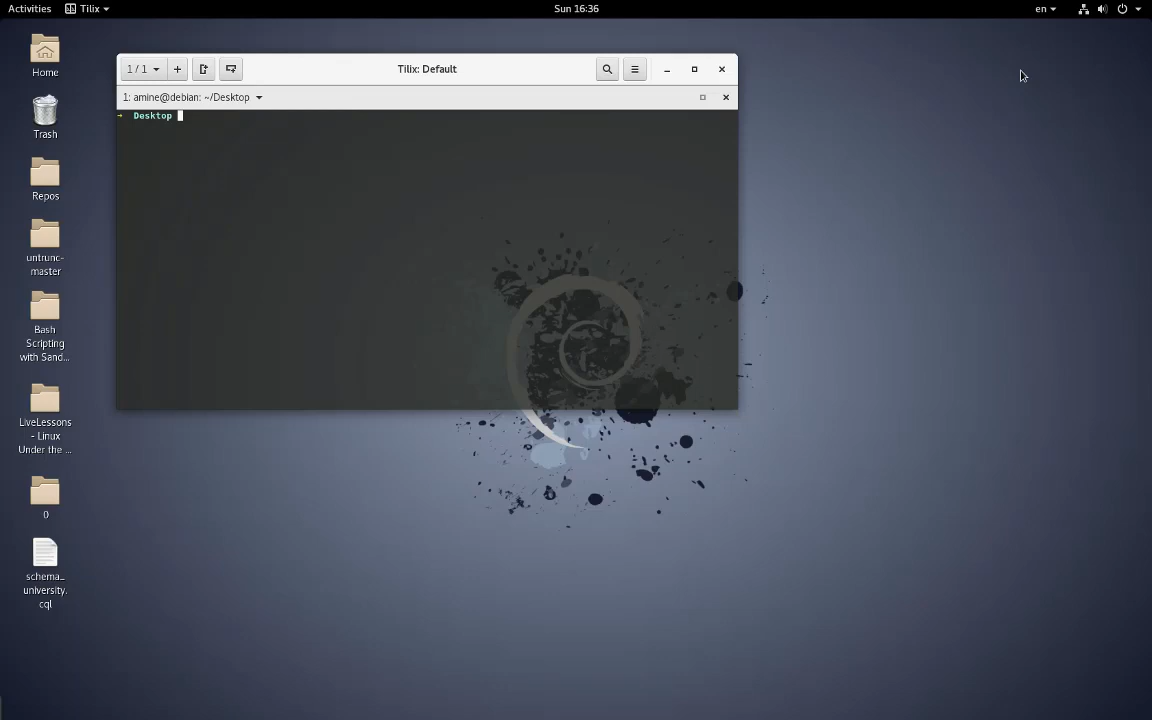 Activities
Tilix
Sun 16:36
en
1 / 1
Tilix: Default
1: amine@debian: ~/Desktop
→ Desktop
Home
Trash
Repos
untrunc-
master
Bash
Scripting
with Sand...
LiveLessons
- Linux
Under the ...
0
schema_
university.
cql